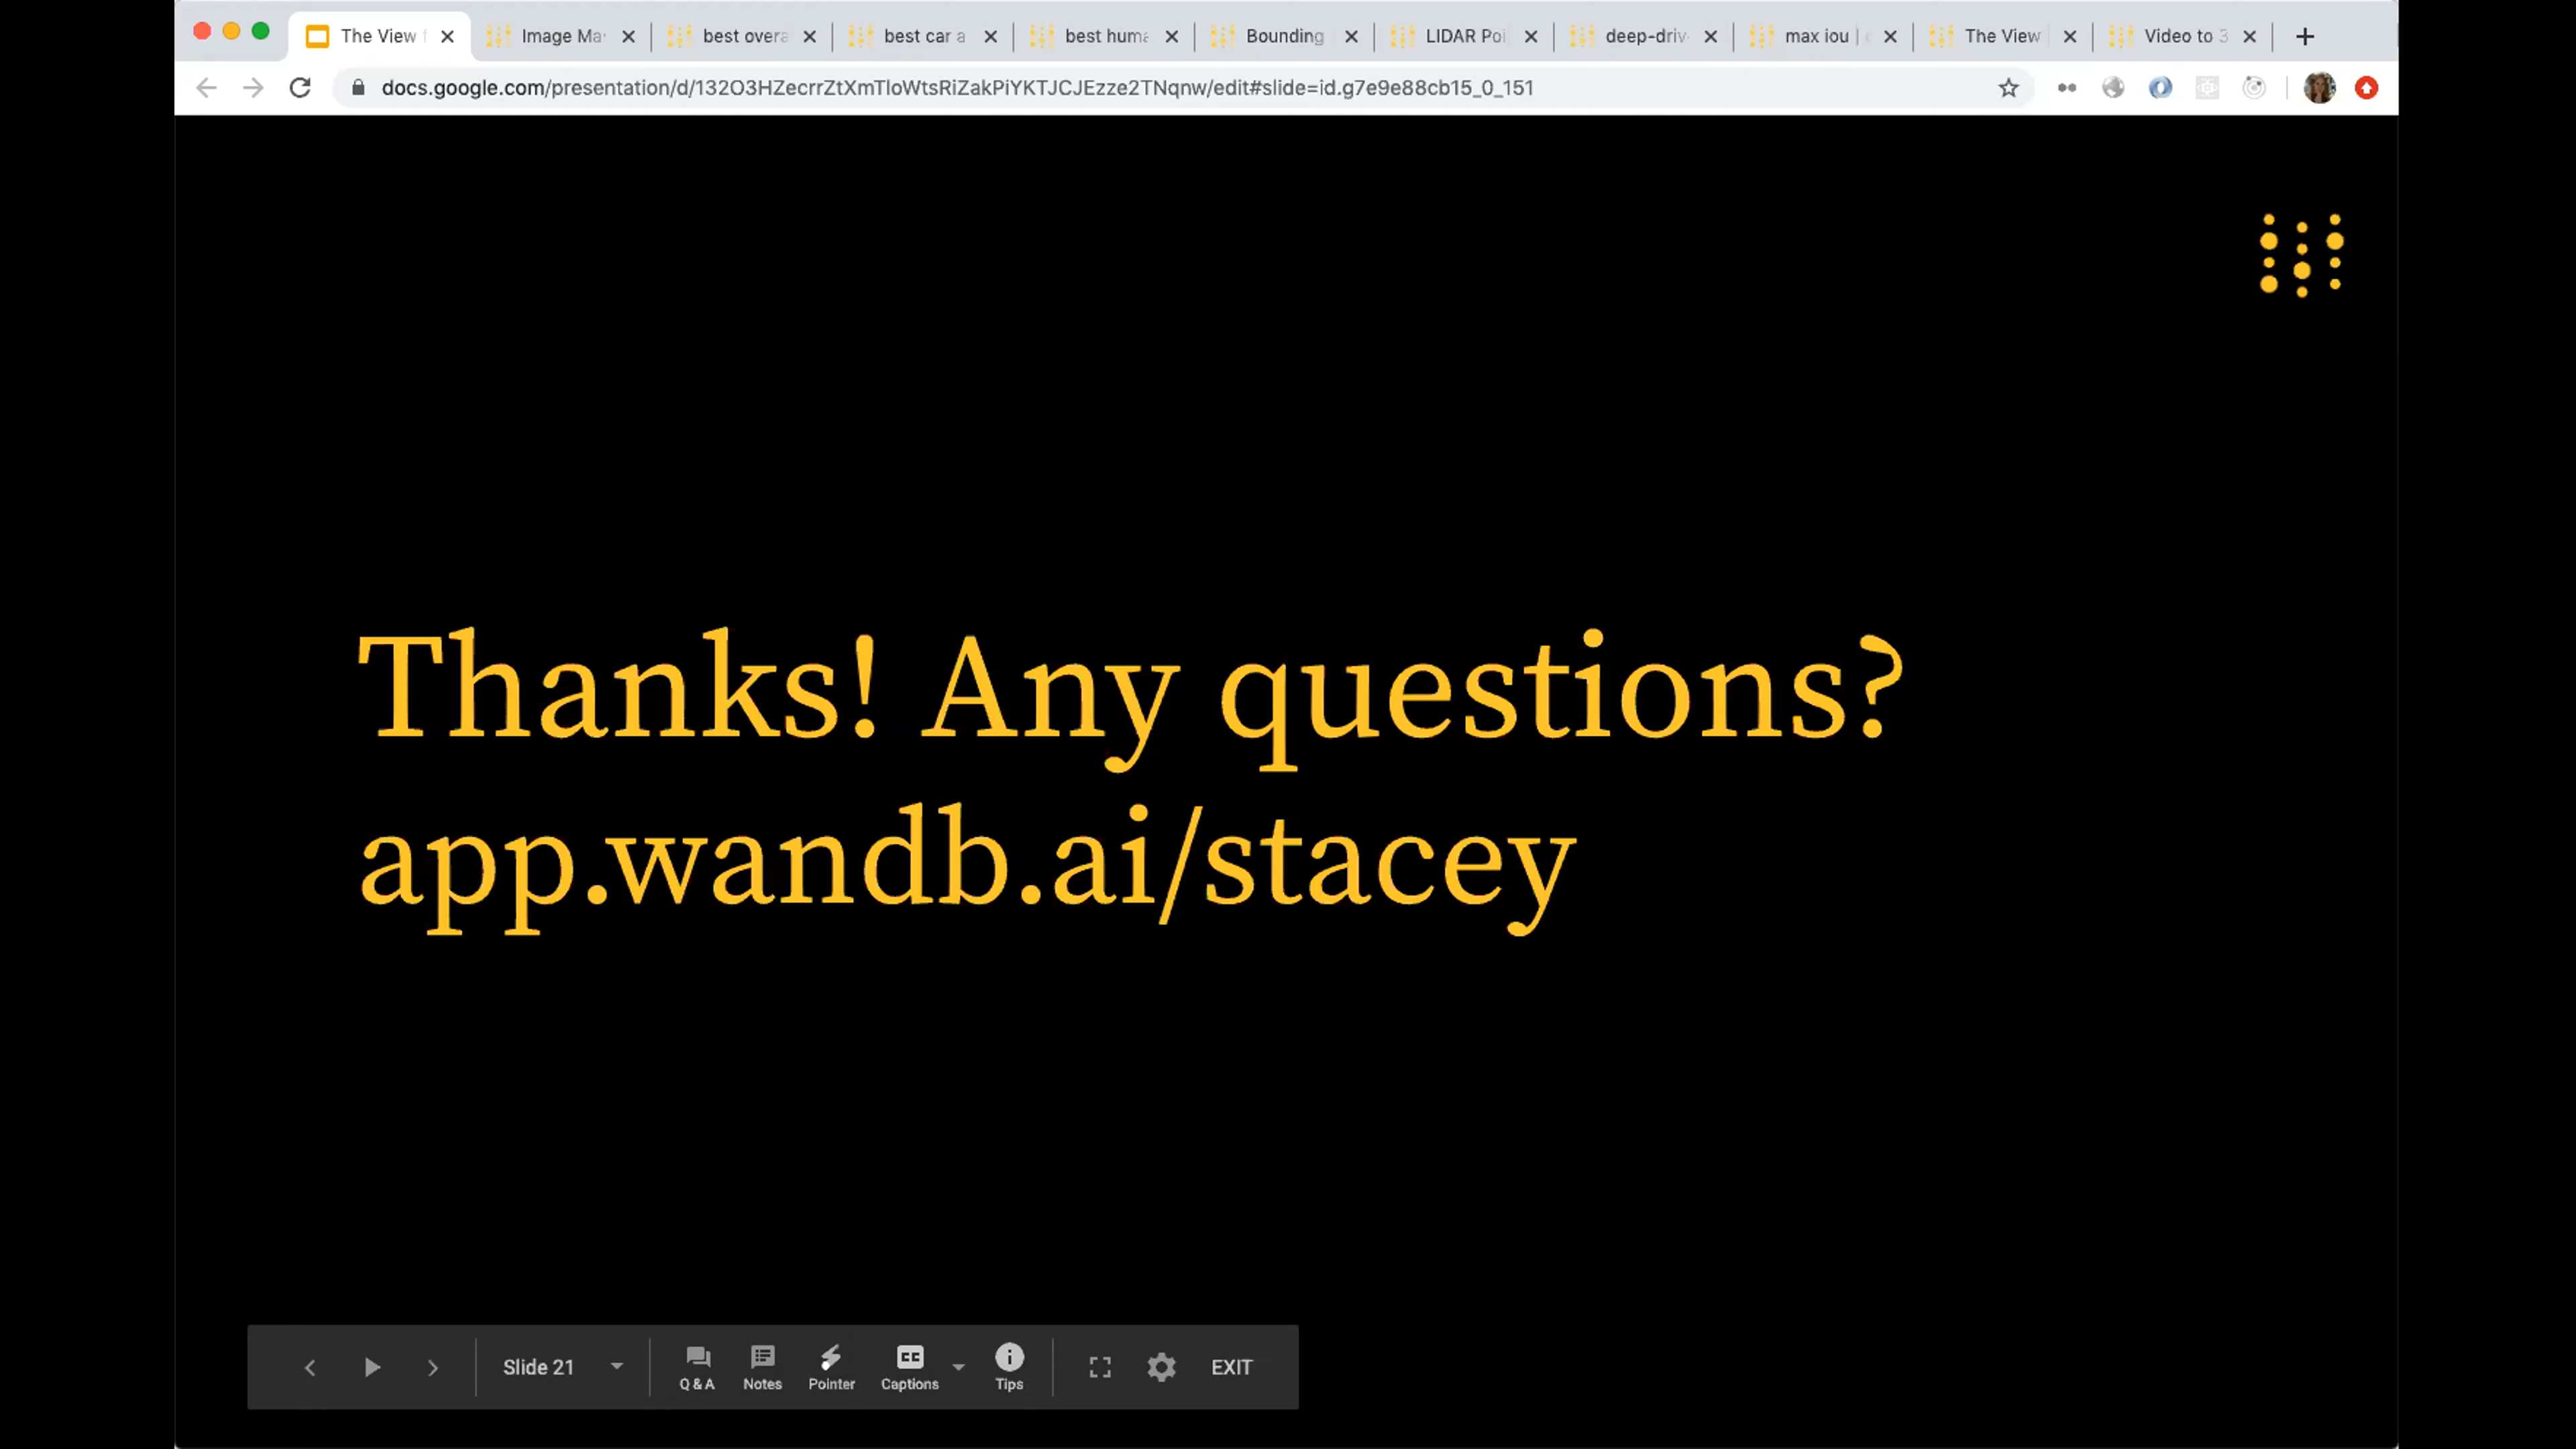 The View f
Image Ma
best overa
best car a
best huma
Bounding
LIDAR Poi
deep-driv
max iou |
The View
Video to 3
docs.google.com/presentation/d/132O3HZecrrZtXmTloWtsRiZakPiYKTJCJEzze2TNqnw/edit#slide=id.g7e9e88cb15_0_151
Thanks! Any questions?
app.wandb.ai/stacey
Slide 21
Q & A
Notes
Pointer
CC
Captions
Tips
EXIT